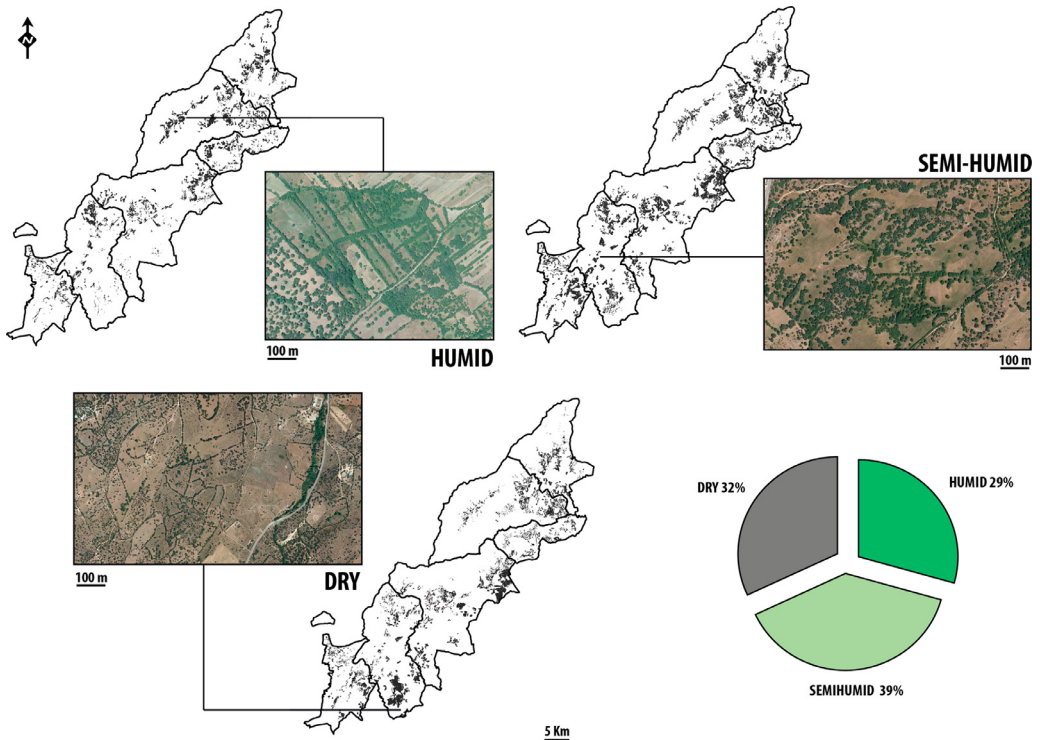 N
SEMI-HUMID
100 m
HUMID
100 m
100 m
DRY
DRY 32%
HUMID 29%
SEMIHUMID 39%
5 Km